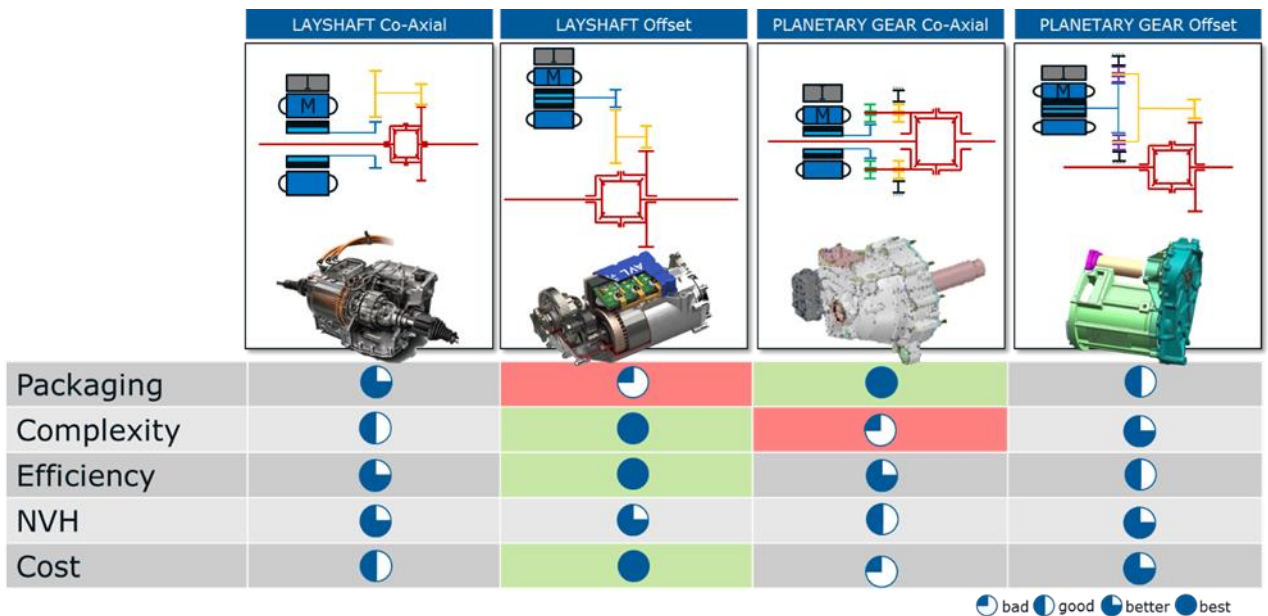 LAYSHAFT Co-Axial
LAYSHAFT Offset
PLANETARY GEAR Co-Axial
PLANETARY GEAR Offset
M
M
M
M
AVL
Packaging
Complexity
Efficiency
NVH
Cost
bad good better best